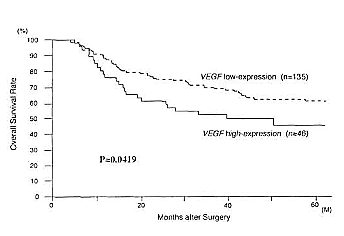 (%)
100
90
80
70
60
50
40
30
20
10
0
Overall Survival Rate
VEGF low-expression (n=135)
VEGF high-expression (n=46)
P=0.0419
0
20
40
60
(M)
Months after Surgery